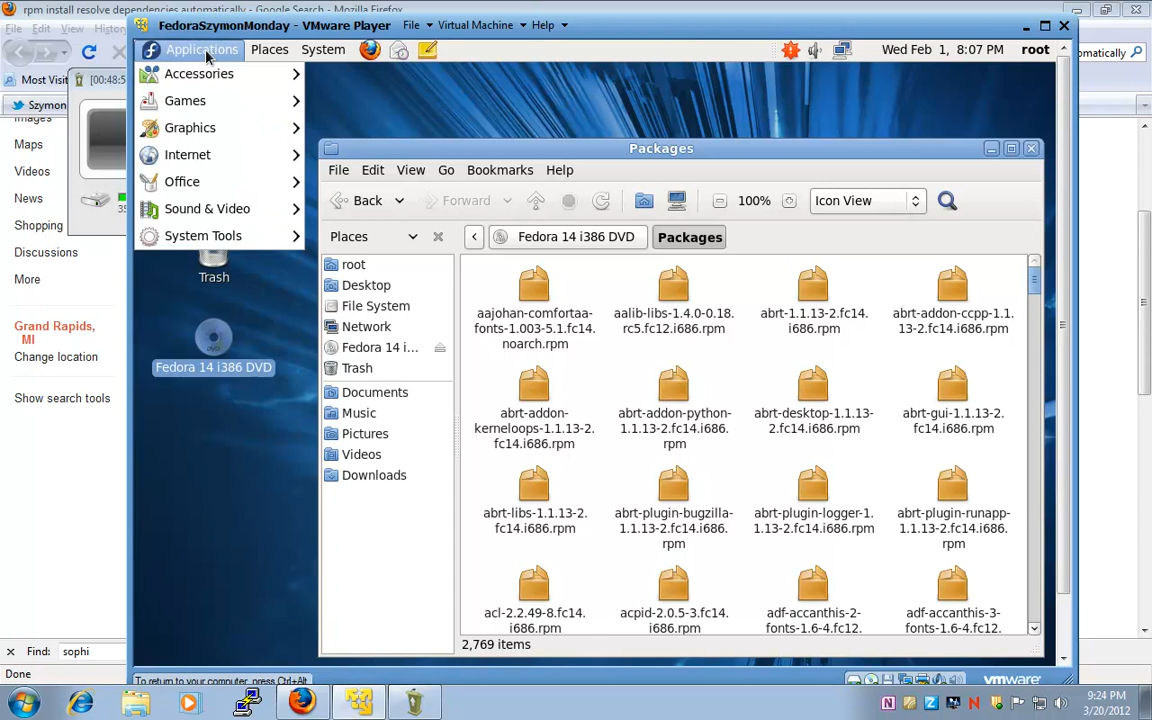 rpm install resolve dependencies automatically - Google Search - Mozilla Firefox
FedoraSzymonMonday - VMware Player File Virtual Machine Help
File Edit View
Most Visit
[00:48:5
Szymon
Images
Maps
Videos
News
Shopping
Discussions
More
Grand Rapids,
MI
Change location
Show search tools
Find: sophi
Done
omatically
Applications Places System Wed Feb 1, 8:07 PM root
Accessories
Games
Graphics
Internet
Office
Sound & Video
System Tools
Trash
Fedora 14 i386 DVD
Packages
File Edit View Go Bookmarks Help
Back Forward 100% Icon View
Places Fedora 14 i386 DVD Packages
root
Desktop
File System
Network
Fedora 14 i...
Trash
Documents
Music
Pictures
Videos
Downloads
aajohan-comfortaa-
fonts-1.003-5.1.fc14.
noarch.rpm
aalib-libs-1.4.0-0.18.
rc5.fc12.i686.rpm
abrt-1.1.13-2.fc14.
i686.rpm
abrt-addon-ccpp-1.1.
13-2.fc14.i686.rpm
abrt-addon-
kerneloops-1.1.13-2.
fc14.i686.rpm
abrt-addon-python-
1.1.13-2.fc14.i686.
rpm
abrt-desktop-1.1.13-
2.fc14.i686.rpm
abrt-gui-1.1.13-2.
fc14.i686.rpm
abrt-libs-1.1.13-2.
fc14.i686.rpm
abrt-plugin-bugzilla-
1.1.13-2.fc14.i686.
rpm
abrt-plugin-logger-1.
1.13-2.fc14.i686.rpm
abrt-plugin-runapp-
1.1.13-2.fc14.i686.
rpm
acl-2.2.49-8.fc14.
i686.rpm
acpid-2.0.5-3.fc14.
i686.rpm
adf-accanthis-2-
fonts-1.6-4.fc12.
adf-accanthis-3-
fonts-1.6-4.fc12.
2,769 items
To return to your computer, press Ctrl+Alt.
vmware
9:24 PM
3/20/2012